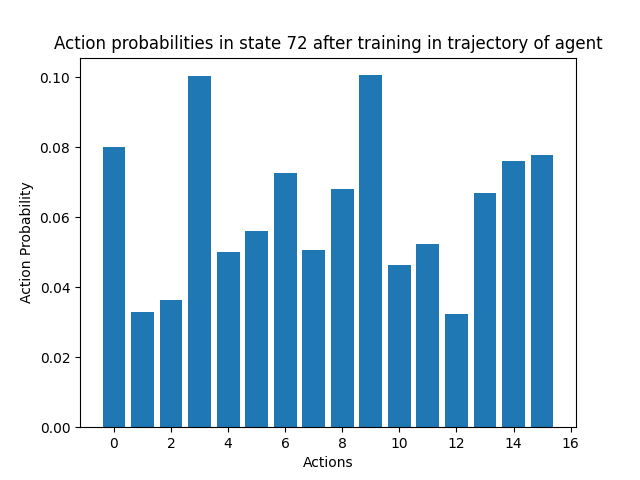 Action probabilities in state 72 after training in trajectory of agent
0.10
0.08
0.06
0.04
0.02
0.00
Action Probability
0 2 4 6 8 10 12 14 16
Actions